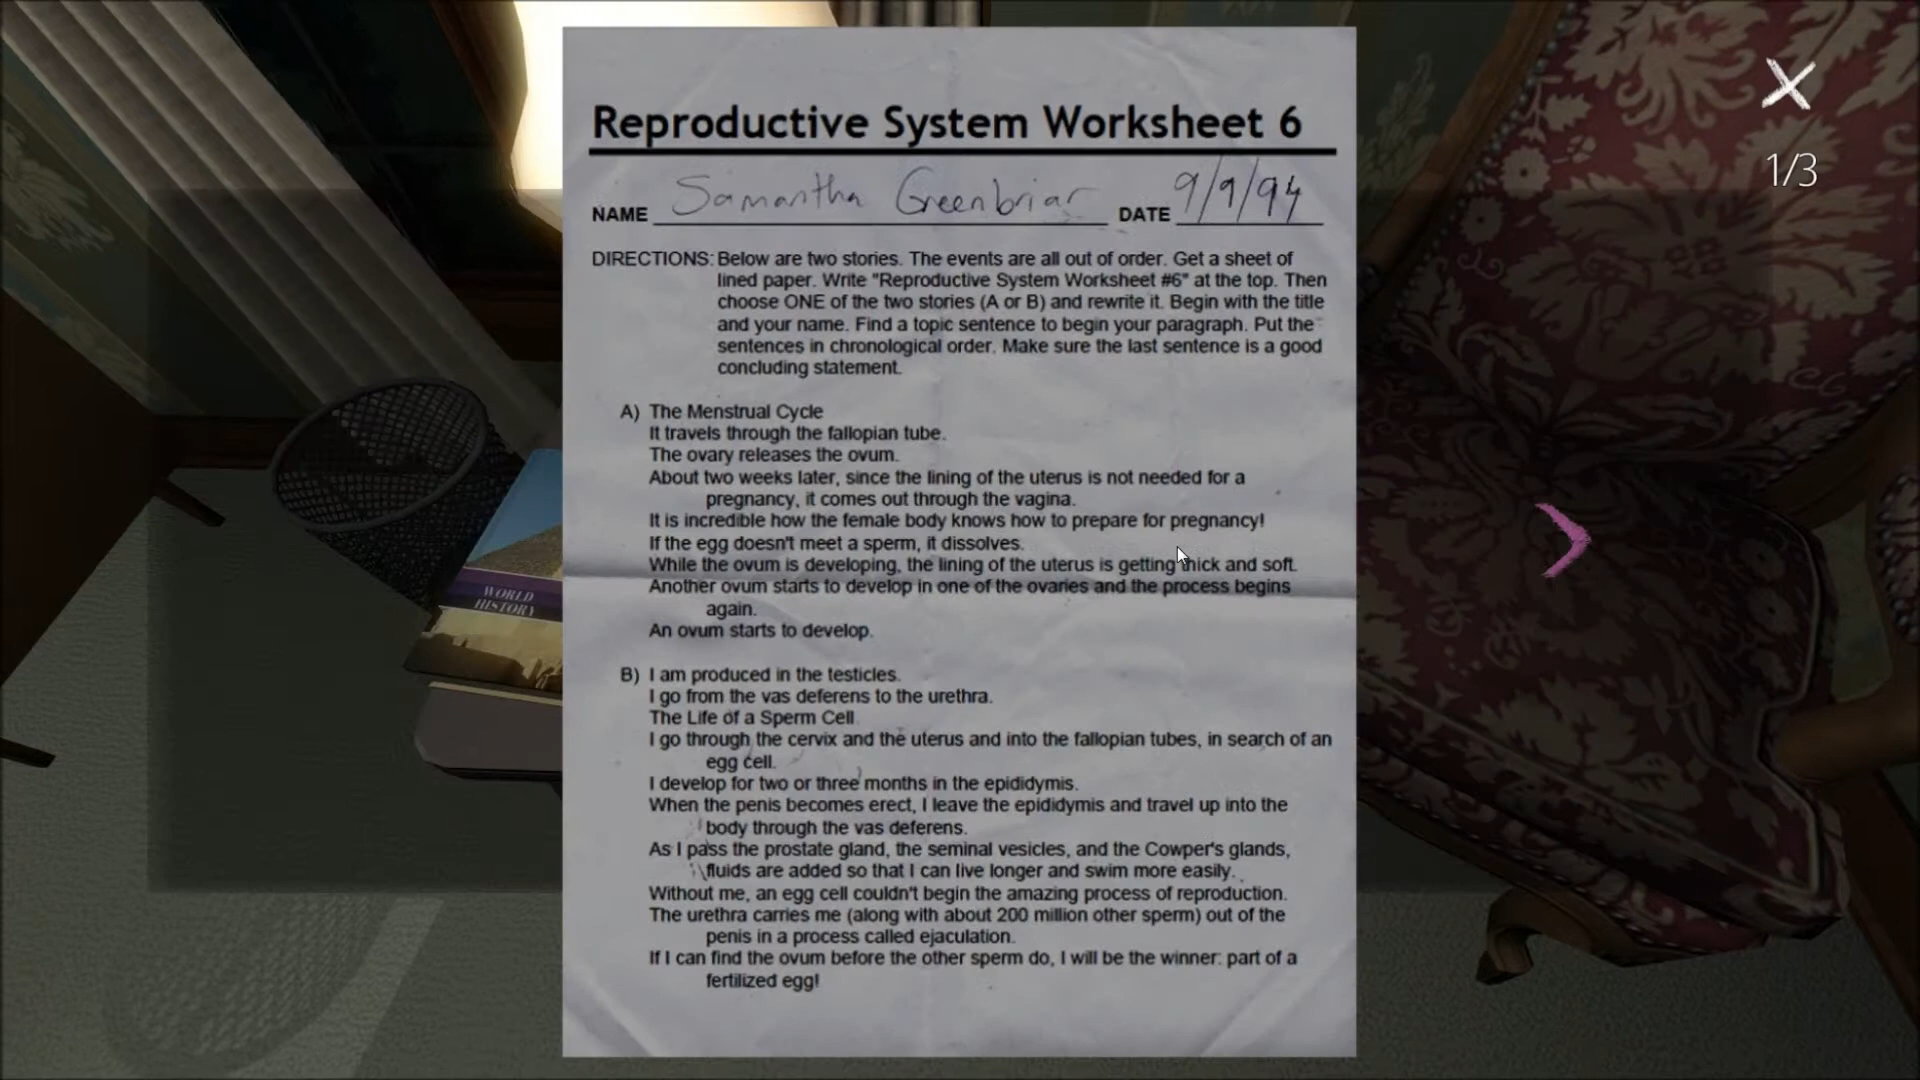 Reproductive System Worksheet 6
NAME Samantha Greenbriar DATE 9/9/94
DIRECTIONS: Below are two stories. The events are all out of order. Get a sheet of
lined paper. Write "Reproductive System Worksheet #6" at the top. Then
choose ONE of the two stories (A or B) and rewrite it. Begin with the title
and your name. Find a topic sentence to begin your paragraph. Put the
sentences in chronological order. Make sure the last sentence is a good
concluding statement.
A) The Menstrual Cycle
It travels through the fallopian tube.
The ovary releases the ovum.
About two weeks later, since the lining of the uterus is not needed for a
pregnancy, it comes out through the vagina.
It is incredible how the female body knows how to prepare for pregnancy!
If the egg doesn't meet a sperm, it dissolves.
While the ovum is developing, the lining of the uterus is getting thick and soft.
Another ovum starts to develop in one of the ovaries and the process begins
again.
An ovum starts to develop.
B) I am produced in the testicles.
I go from the vas deferens to the urethra.
The Life of a Sperm Cell
I go through the cervix and the uterus and into the fallopian tubes, in search of an
egg cell.
I develop for two or three months in the epididymis.
When the penis becomes erect, I leave the epididymis and travel up into the
body through the vas deferens.
As I pass the prostate gland, the seminal vesicles, and the Cowper's glands,
fluids are added so that I can live longer and swim more easily.
Without me, an egg cell couldn't begin the amazing process of reproduction.
The urethra carries me (along with about 200 million other sperm) out of the
penis in a process called ejaculation.
If I can find the ovum before the other sperm do, I will be the winner: part of a
fertilized egg!
1/3
WORLD
HISTORY